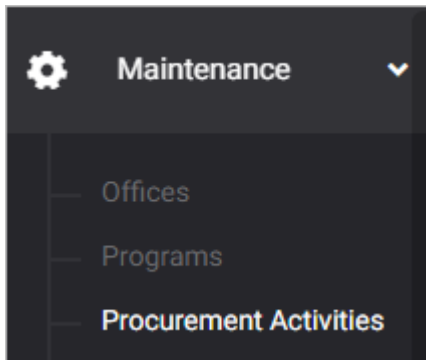 Maintenance
Offices
Programs
Procurement Activities